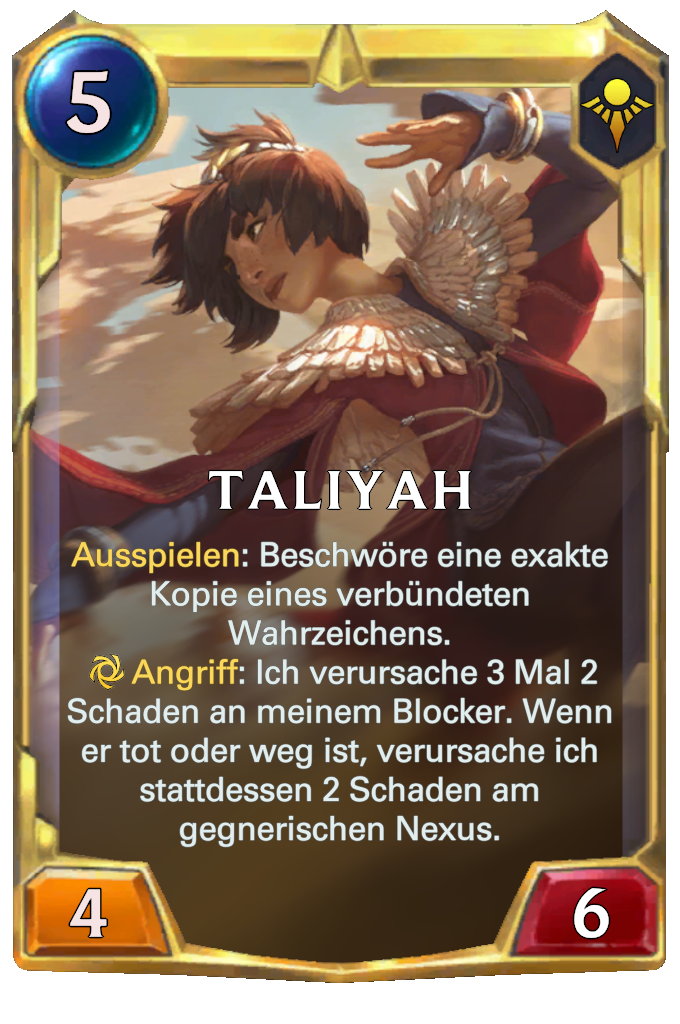 5
TALIYAH
Ausspielen: Beschwöre eine exakte
Kopie eines verbündeten
Wahrzeichens.
Angriff: Ich verursache 3 Mal 2
Schaden an meinem Blocker. Wenn
er tot oder weg ist, verursache ich
stattdessen 2 Schaden am
gegnerischen Nexus.
4
6